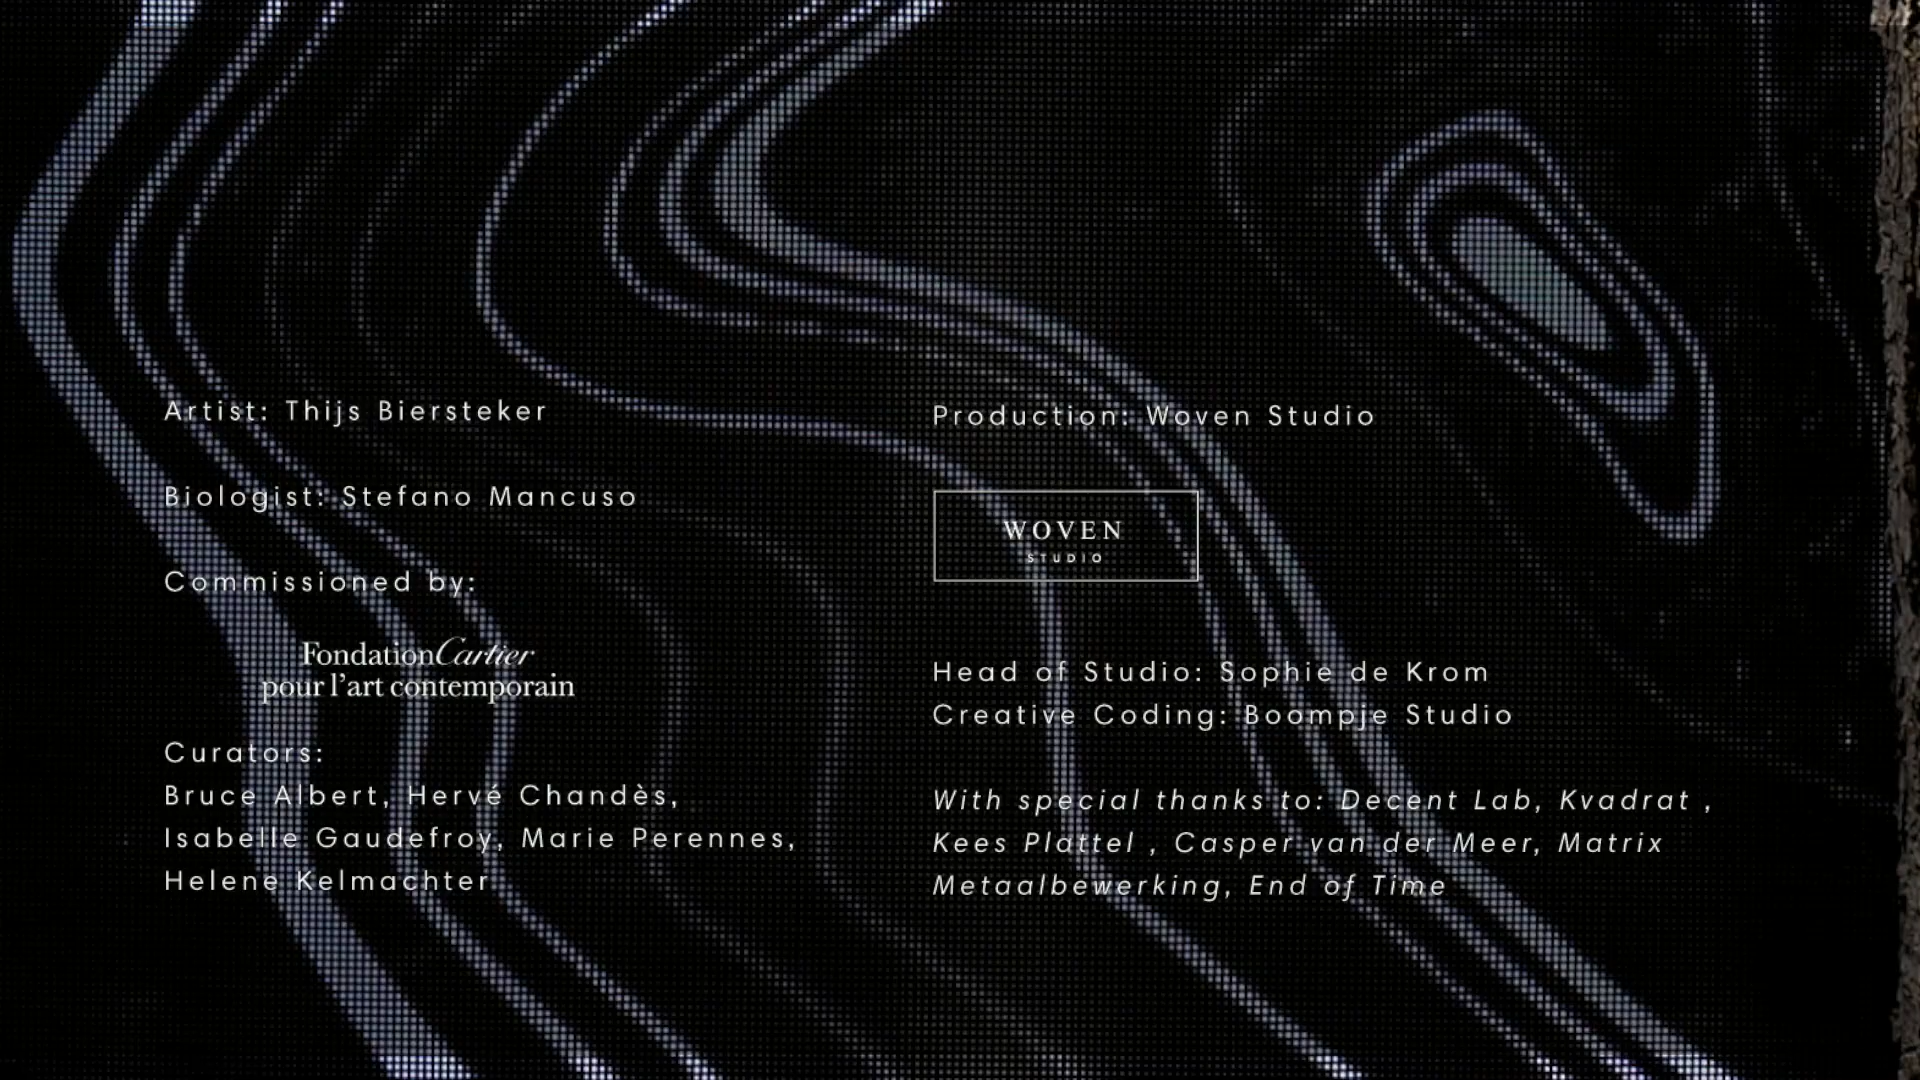 Artist: Thijs Biersteker
Biologist: Stefano Mancuso
Commissioned by:
FondationCartier
pour l'art contemporain
Curators:
Bruce Albert, Hervé Chandès,
Isabelle Gaudefroy, Marie Perennes,
Helene Kelmachter
Production: Woven Studio
WOVEN
STUDIO
Head of Studio: Sophie de Krom
Creative Coding: Boompje Studio
With special thanks to: Decent Lab, Kvadrat ,
Kees Plattel , Casper van der Meer, Matrix
Metaalbewerking, End of Time